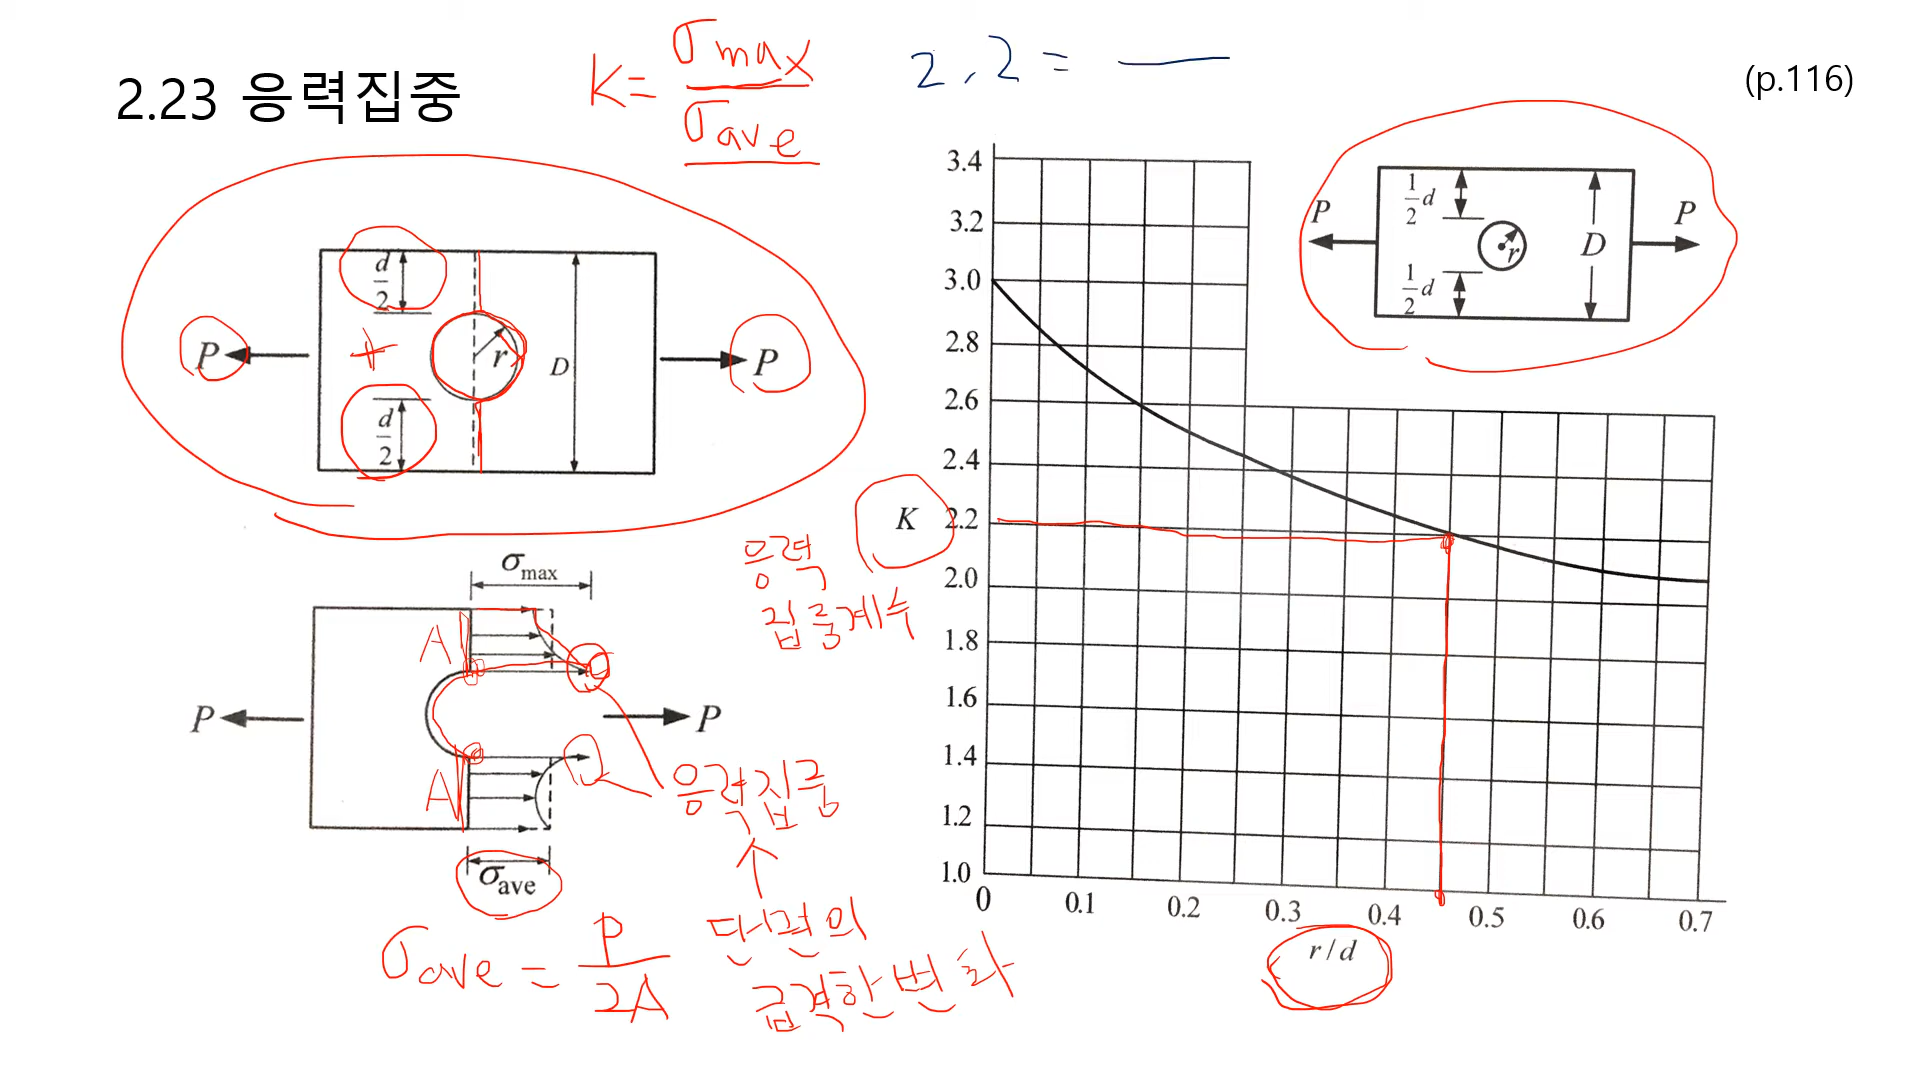 2.23 응력집중
K = σmax / σave
2.2 =
(p.116)
d/2
P
r
D
P
d/2
σmax
A
P
P
A
σave
σave = P / 2A
응력집중
단면의
급격한 변화
응력
집중계수
K
3.4
3.2
3.0
2.8
2.6
2.4
2.2
2.0
1.8
1.6
1.4
1.2
1.0
0 0.1 0.2 0.3 0.4 0.5 0.6 0.7
r / d
1/2 d
P
r
D
P
1/2 d